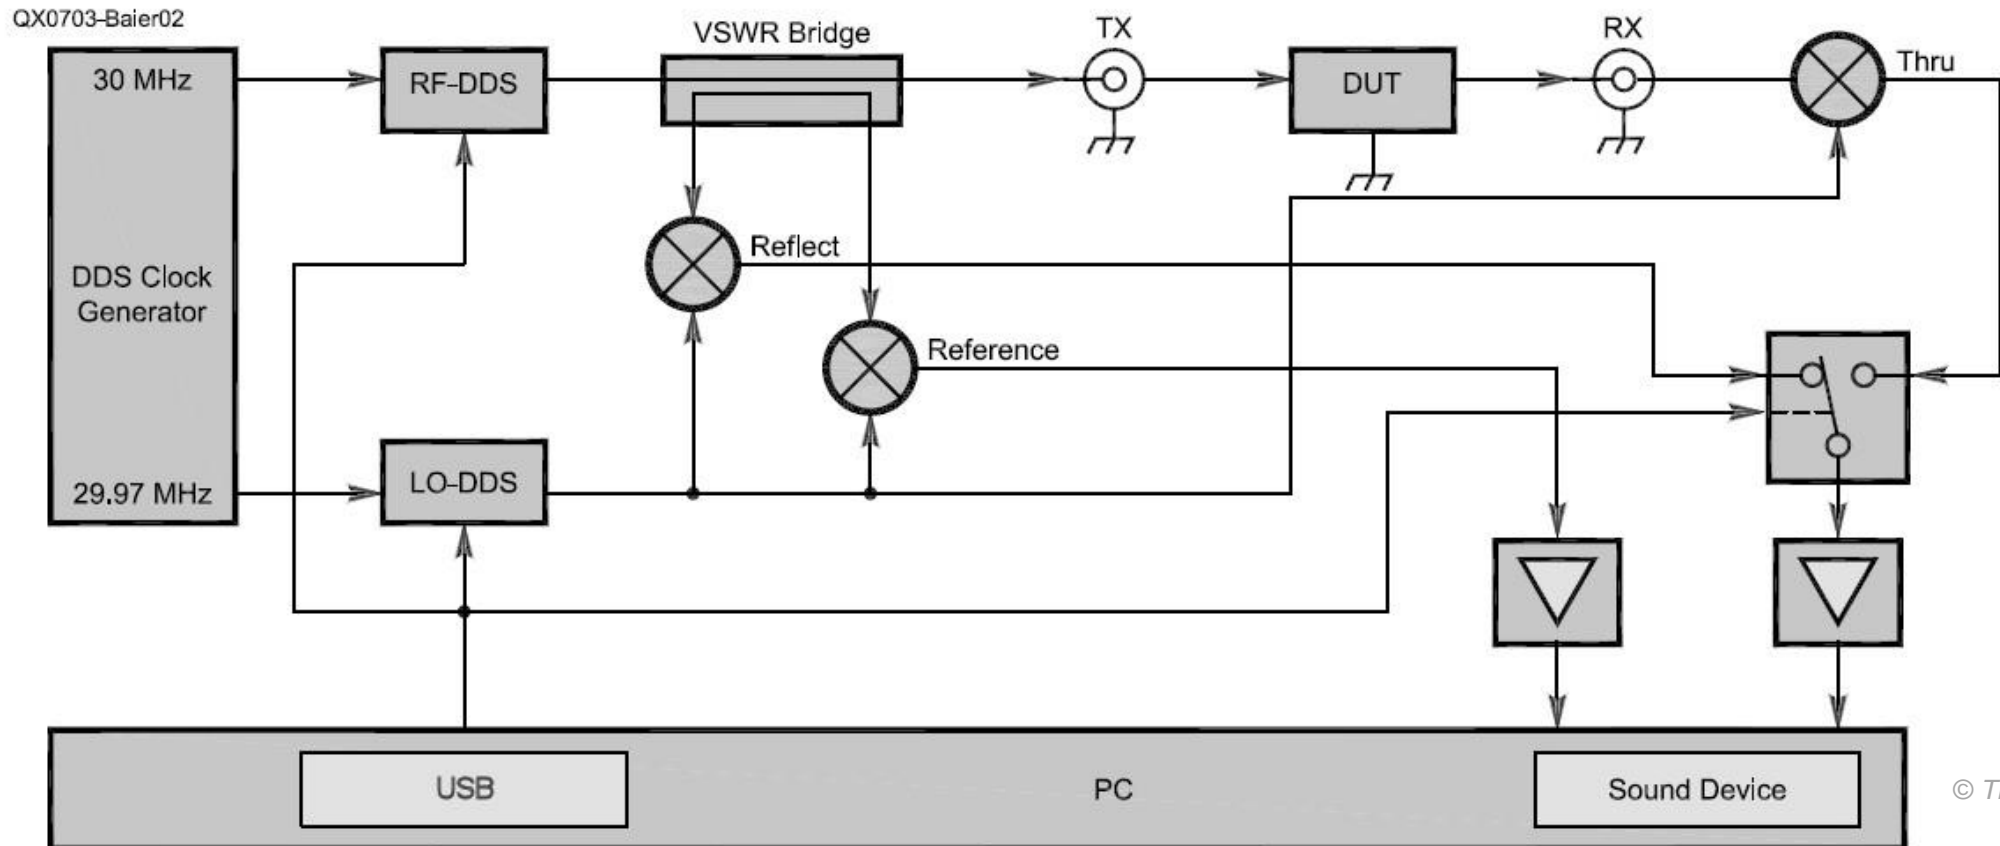 QX0703-Baier02
VSWR Bridge
TX
RX
30 MHz
RF-DDS
DUT
Thru
DDS Clock
Generator
Reflect
Reference
29.97 MHz
LO-DDS
USB
PC
Sound Device
©